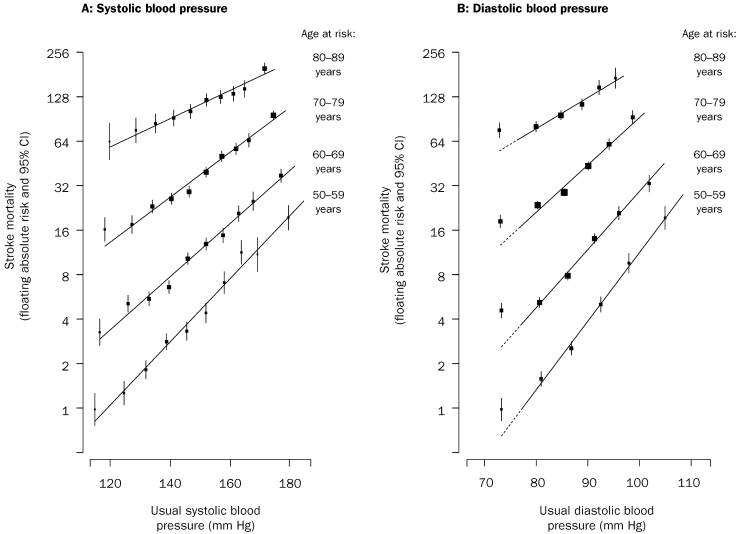 A: Systolic blood pressure
Age at risk:
256
128
64
32
16
8
4
2
1
Stroke mortality
(floating absolute risk and 95% CI)
80–89
years
70–79
years
60–69
years
50–59
years
120
140
160
180
Usual systolic blood
pressure (mm Hg)
B: Diastolic blood pressure
Age at risk:
256
128
64
32
16
8
4
2
1
Stroke mortality
(floating absolute risk and 95% CI)
80–89
years
70–79
years
60–69
years
50–59
years
70
80
90
100
110
Usual diastolic blood
pressure (mm Hg)